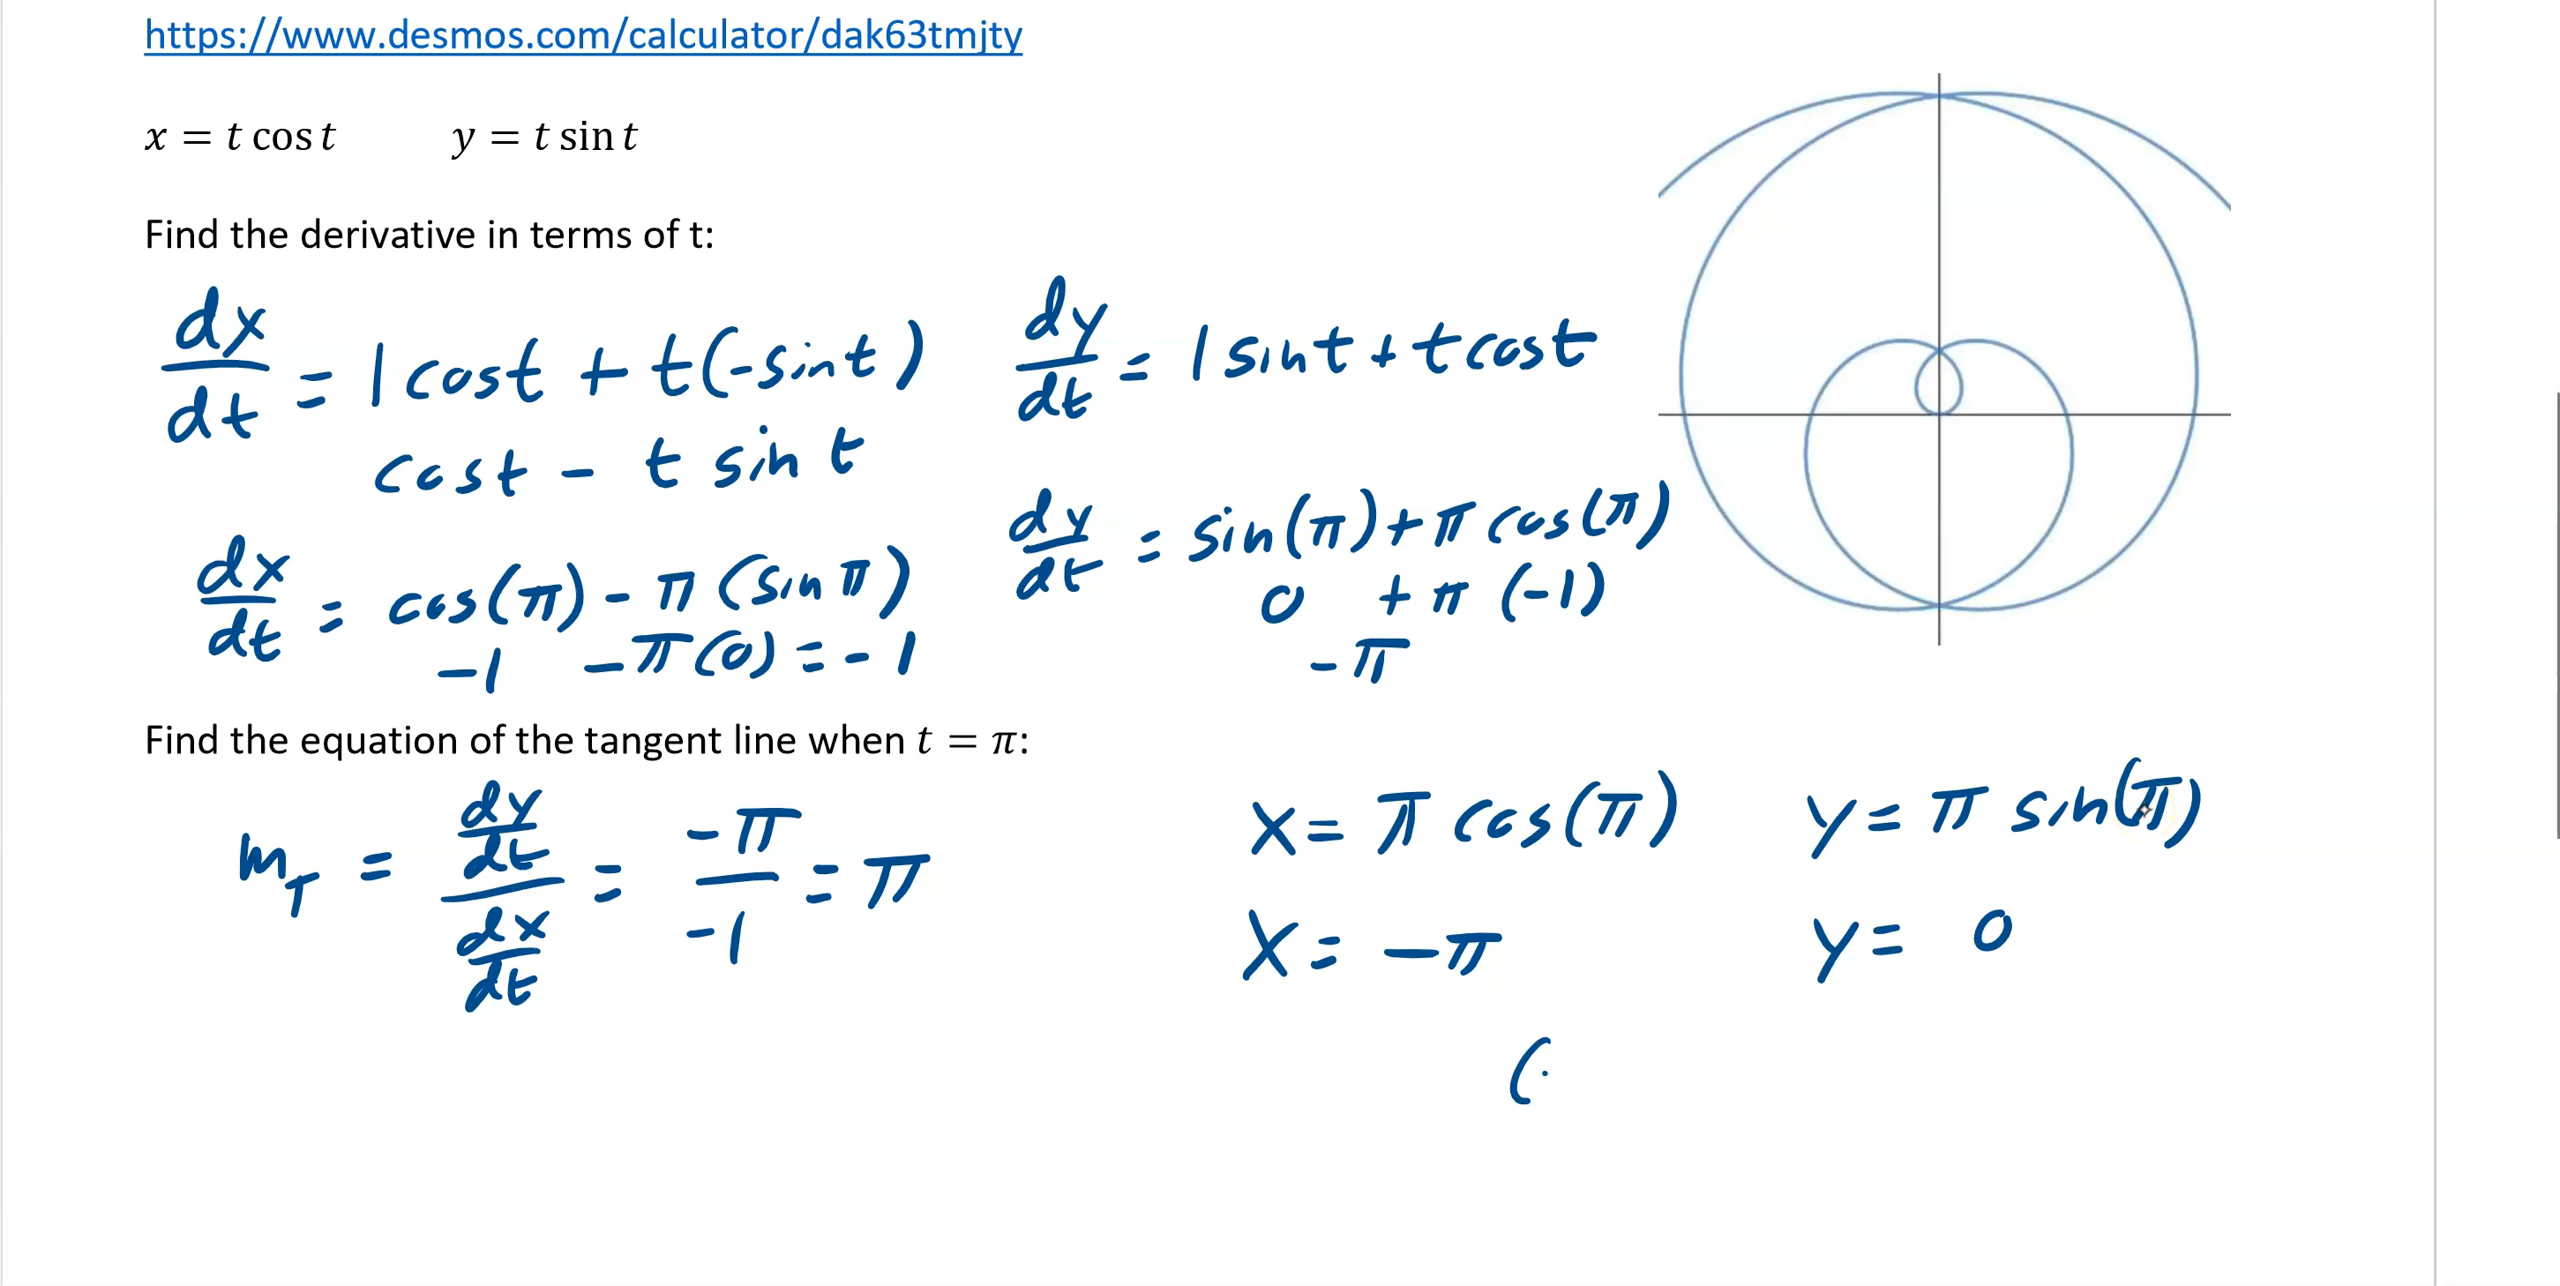 https://www.desmos.com/calculator/dak63tmjty
x = t cos t y = t sin t
Find the derivative in terms of t:
dx/dt = 1 cos t + t(-sin t) dy/dt = 1 sin t + t cos t
cos t - t sin t
dx/dt = cos(π) - π (sin π) dy/dt = sin(π) + π cos(π)
-1 - π(0) = -1 0 + π (-1)
-π
Find the equation of the tangent line when t = π:
m_T = (dy/dt)/(dx/dt) = -π/-1 = π x = π cos(π) y = π sin(π)
x = -π y = 0
(